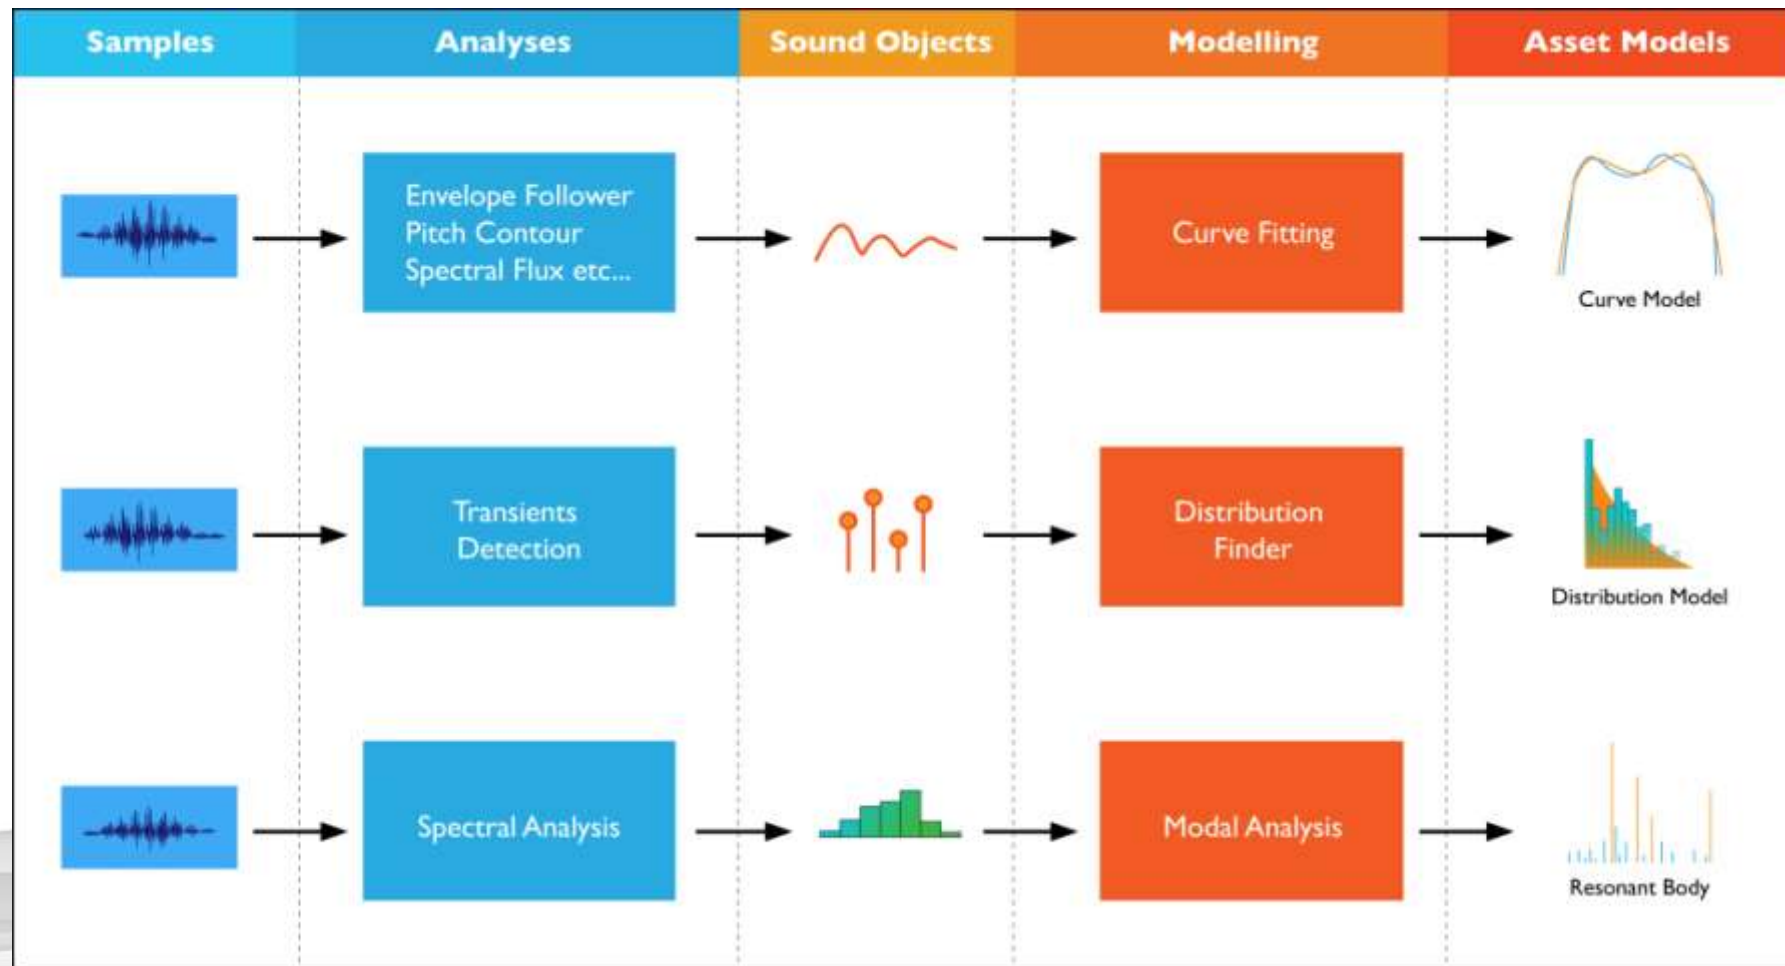 Samples
Analyses
Sound Objects
Modelling
Asset Models
Envelope Follower
Pitch Contour
Spectral Flux etc...
Curve Fitting
Curve Model
Transients
Detection
Distribution
Finder
Distribution Model
Spectral Analysis
Modal Analysis
Resonant Body